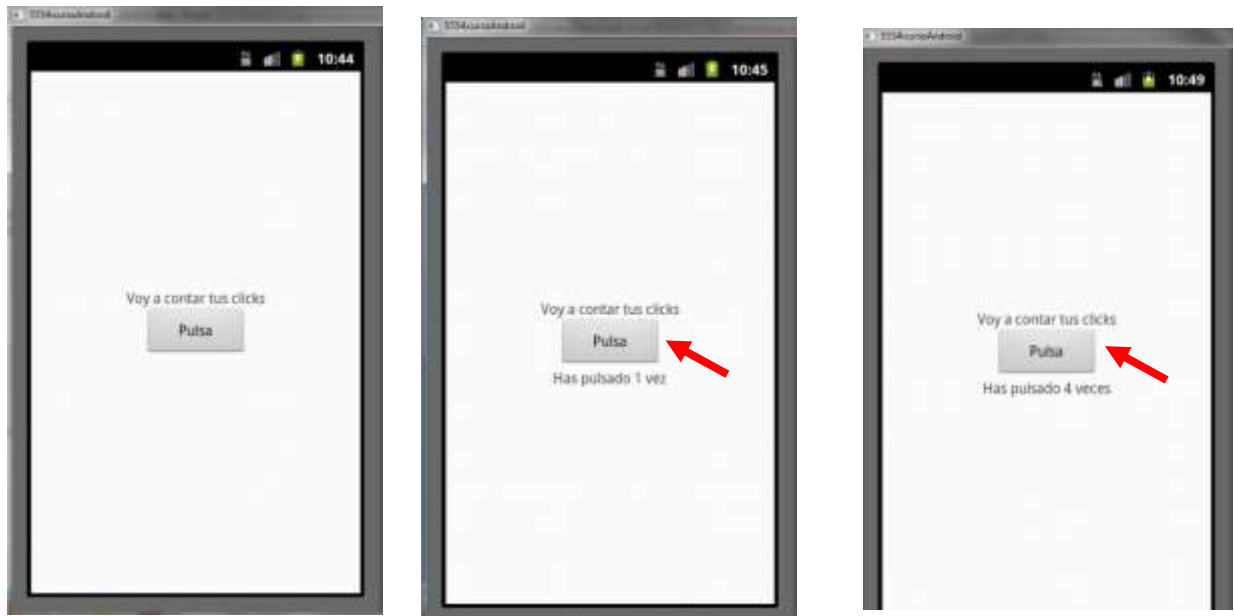 10:44
Voy a contar tus clicks
Pulsa
10:45
Voy a contar tus clicks
Pulsa
Has pulsado 1 vez
10:49
Voy a contar tus clicks
Pulsa
Has pulsado 4 veces